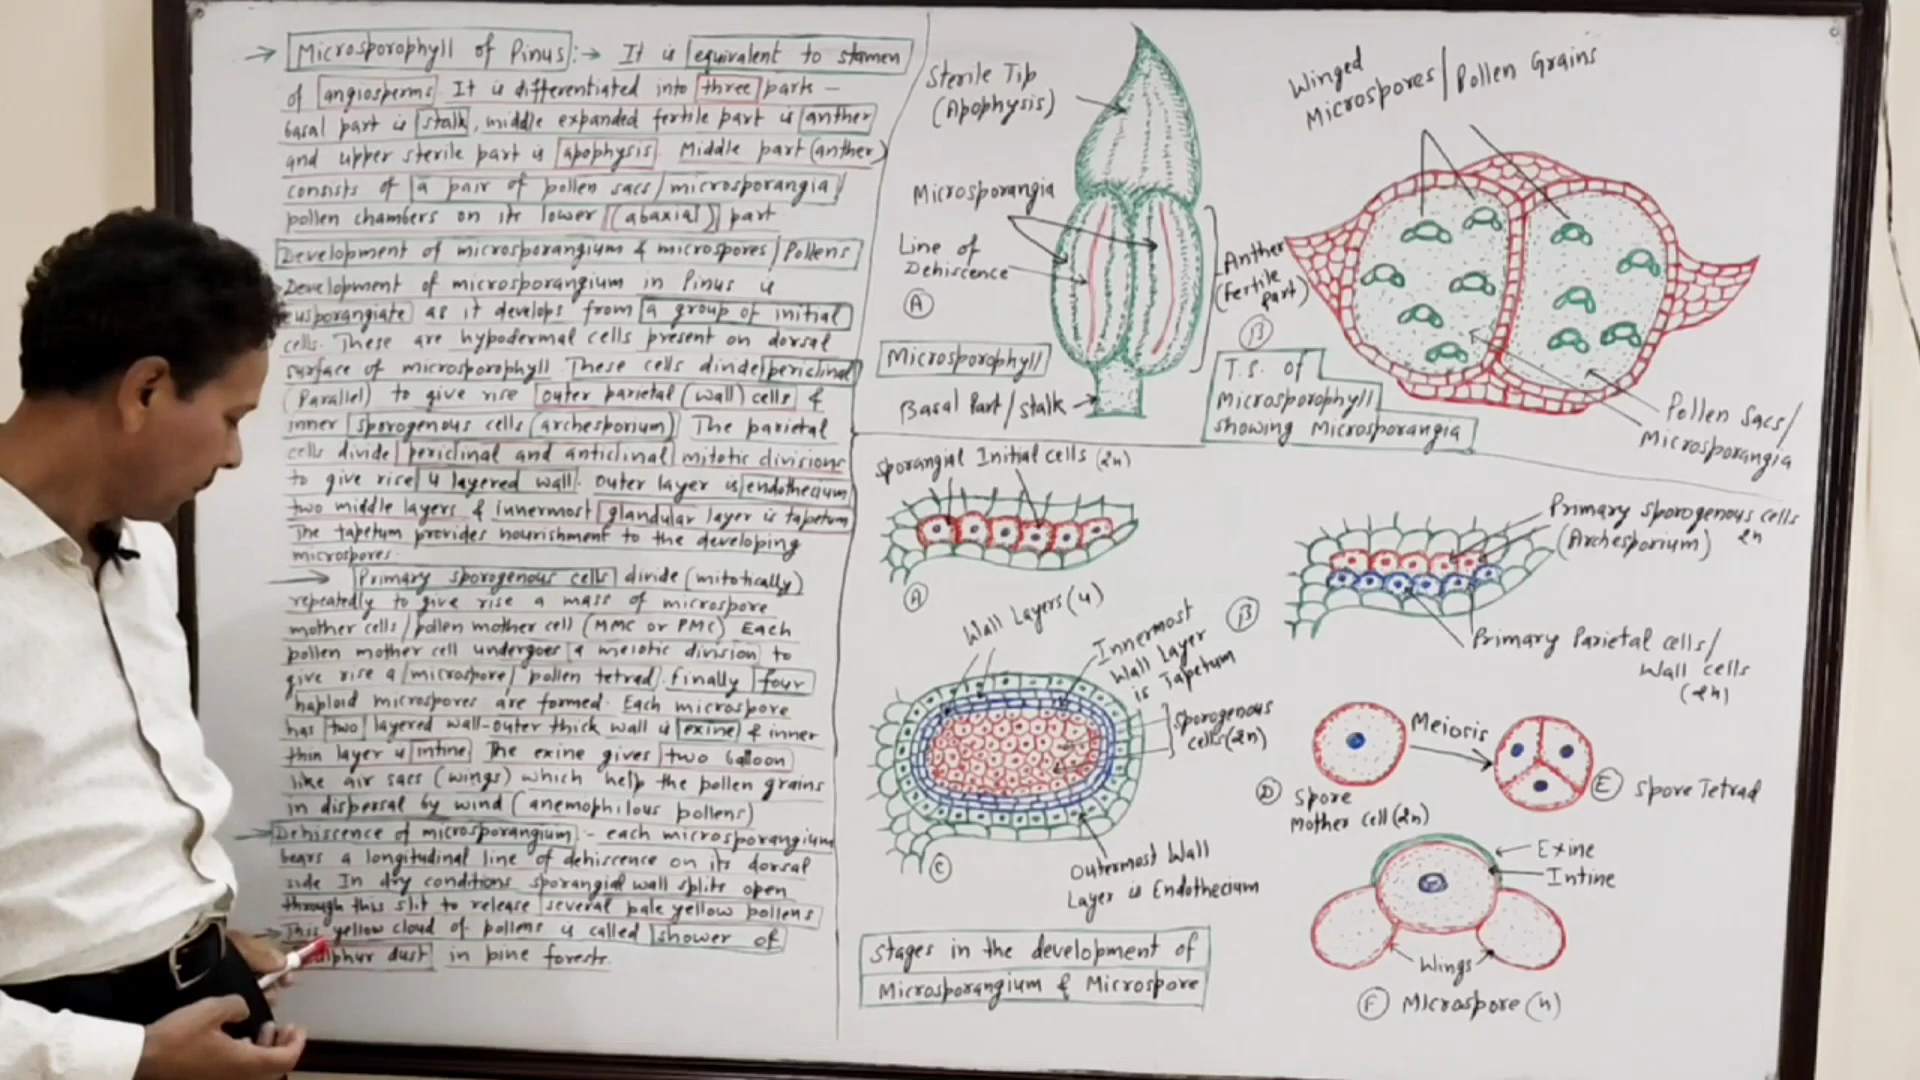 → Microsporophyll of Pinus :→ It is equivalent to stamen
of angiosperms. It is differentiated into three parts –
basal part is stalk, middle expanded fertile part is anther
and upper sterile part is apophysis. Middle part (anther)
consists of a pair of pollen sacs/microsporangia/
pollen chambers on its lower (abaxial) part.
Development of microsporangium & microspores/Pollens
Development of microsporangium in Pinus is
eusporangiate as it develops from a group of initial
cells. These are hypodermal cells present on dorsal
surface of microsporophyll These cells divide periclinal
(Parallel) to give rise outer parietal (wall) cells &
inner sporogenous cells (archesporium) The parietal
cells divide periclinal and anticlinal mitotic divisions
to give rise 4 layered wall. outer layer is endothecium
two middle layers & innermost glandular layer is tapetum
The tapetum provides nourishment to the developing
microspores.
→ Primary sporogenous cells divide (mitotically)
repeatedly to give rise a mass of microspore
mother cells/pollen mother cell (MMC or PMC) Each
pollen mother cell undergoes a meiotic division to
give rise a microspore/pollen tetrad. Finally four
haploid microspores are formed. Each microspore
has two layered wall-outer thick wall is exine & inner
thin layer is intine The exine gives two balloon
like air sacs (wings) which help the pollen grains
in dispersal by wind (anemophilous pollens)
→ Dehiscence of microsporangium :- each microsporangium
bears a longitudinal line of dehiscence on its dorsal
side In dry conditions sporangial wall splits open
through this slit to release several pale yellow pollens
→ This yellow cloud of pollens is called shower of
sulphur dust in pine forests.
Sterile Tip
(Apophysis)
Microsporangia
Line of
Dehiscence
(A)
Anther
(fertile
part)
Microsporophyll
Basal Part/Stalk
Winged
Microspores/Pollen Grains
(B)
T.S. of
Microsporophyll
showing Microsporangia
Pollen Sacs/
Microsporangia
Sporangial Initial cells (2n)
(A)
Primary sporogenous cells
(Archesporium) 2n
(B)
Primary Parietal cells/
Wall cells
(2n)
Wall Layers (4)
Innermost
Wall Layer
is Tapetum
Sporogenous
cells (2n)
(C)
Outermost Wall
Layer is Endothecium
Meiosis
(D) Spore
Mother cell (2n)
(E) Spore Tetrad
Exine
Intine
Wings
(F) Microspore (n)
Stages in the development of
Microsporangium & Microspore